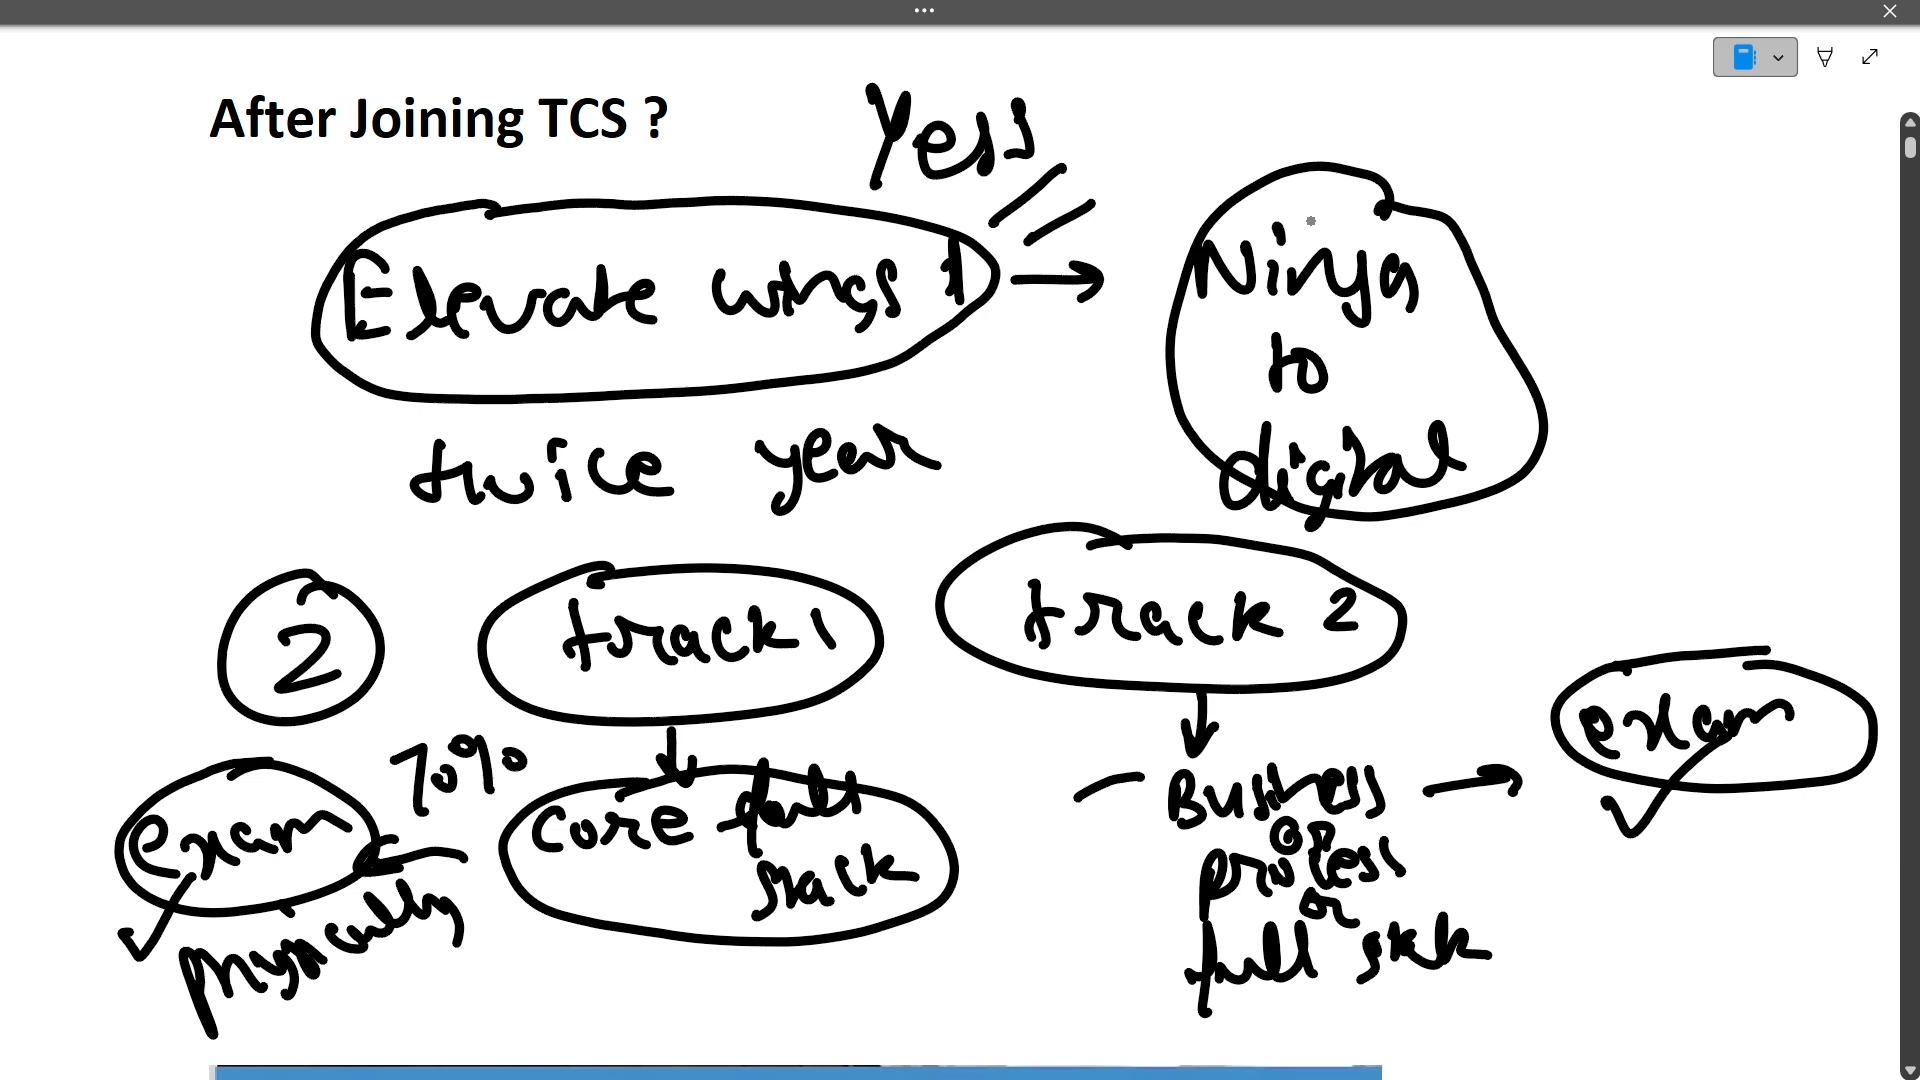 After Joining TCS ?
Yess
Elevate wings 1
Ninja
to
digital
twice year
2
track 1
track 2
exam
70%
core full
stack
exam
physically
Business
or
process
or
full stack